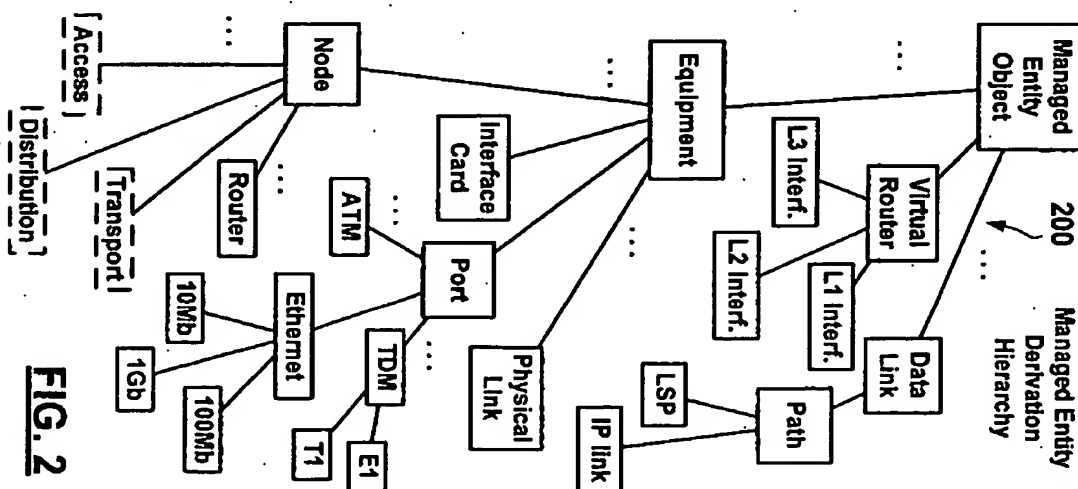 Managed Entity
Derivation
Hierarchy
200
...
Managed
Entity
Object
...
Virtual
Router
Data
Link
L3 Interf.
L2 Interf.
L1 Interf.
Path
LSP
IP link
Equipment
...
...
Interface
Card
Port
Physical
Link
...
...
ATM
Ethernet
TDM
10Mb
1Gb
100Mb
T1
E1
Node
...
...
Access
Distribution
Transport
Router
FIG. 2